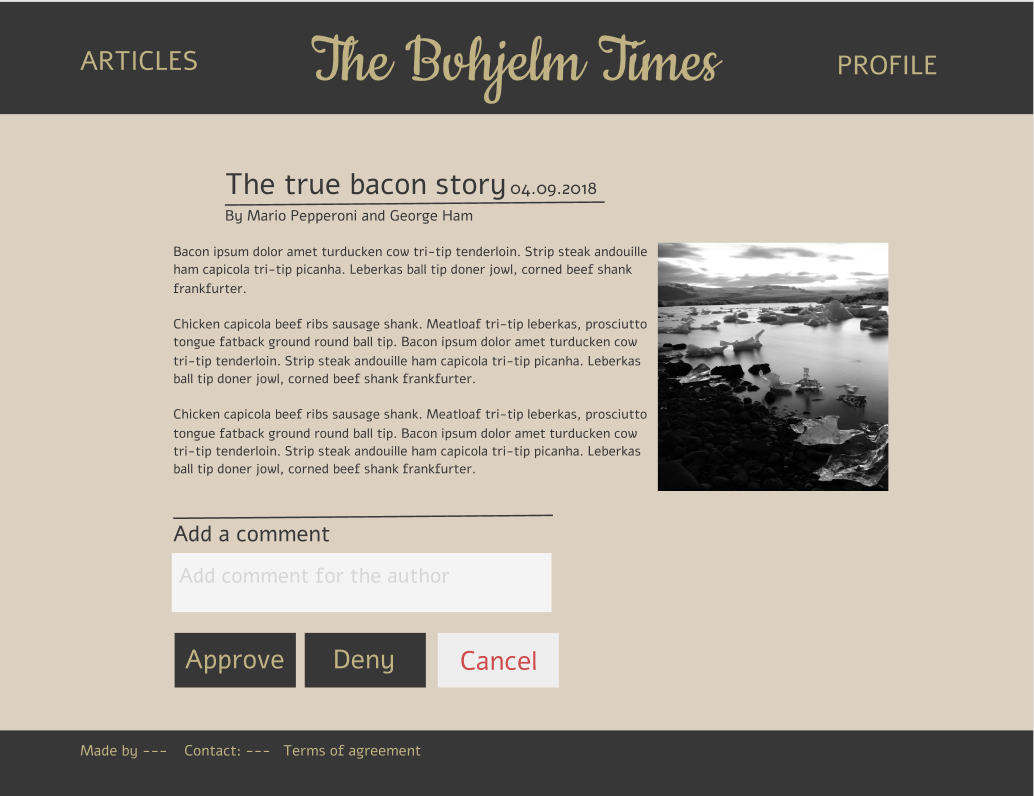 ARTICLES
The Bohjelm Times
PROFILE
The true bacon story 04.09.2018
By Mario Pepperoni and George Ham
Bacon ipsum dolor amet turducken cow tri-tip tenderloin. Strip steak andouille
ham capicola tri-tip picanha. Leberkas ball tip doner jowl, corned beef shank
frankfurter.
Chicken capicola beef ribs sausage shank. Meatloaf tri-tip leberkas, prosciutto
tongue fatback ground round ball tip. Bacon ipsum dolor amet turducken cow
tri-tip tenderloin. Strip steak andouille ham capicola tri-tip picanha. Leberkas
ball tip doner jowl, corned beef shank frankfurter.
Chicken capicola beef ribs sausage shank. Meatloaf tri-tip leberkas, prosciutto
tongue fatback ground round ball tip. Bacon ipsum dolor amet turducken cow
tri-tip tenderloin. Strip steak andouille ham capicola tri-tip picanha. Leberkas
ball tip doner jowl, corned beef shank frankfurter.
Add a comment
Add comment for the author
Approve
Deny
Cancel
Made by --- Contact: --- Terms of agreement